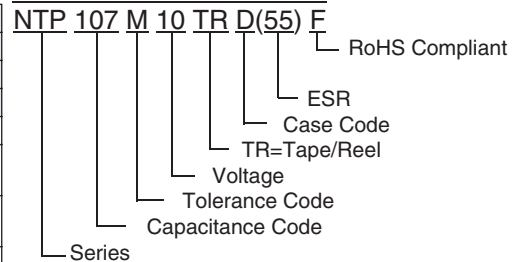 NTP 107 M 10 TR D(55) F
RoHS Compliant
ESR
Case Code
TR=Tape/Reel
Voltage
Tolerance Code
Capacitance Code
Series